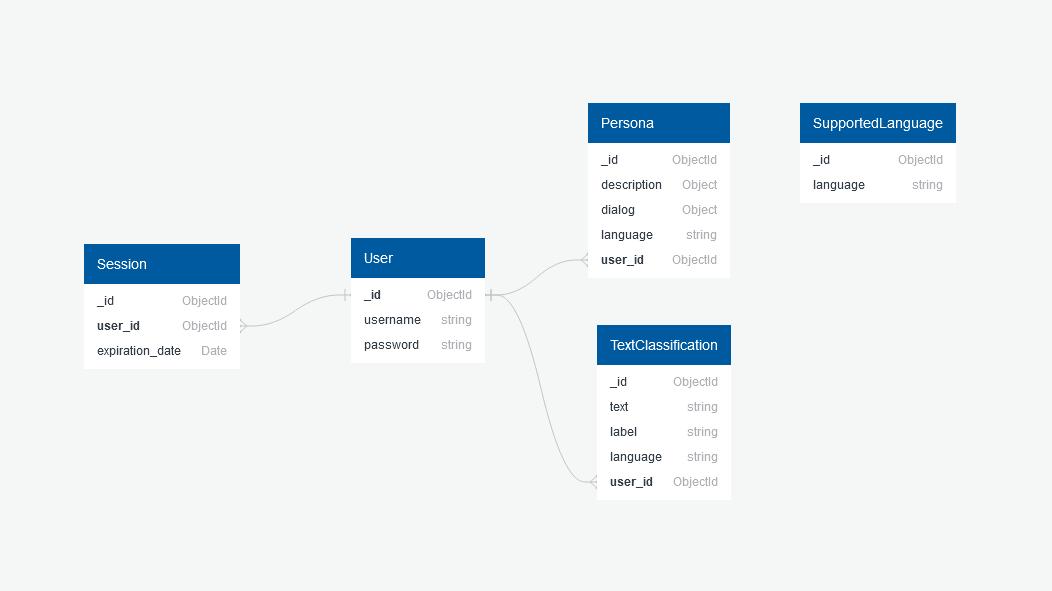 Session
_id ObjectId
user_id ObjectId
expiration_date Date
User
_id ObjectId
username string
password string
Persona
_id ObjectId
description Object
dialog Object
language string
user_id ObjectId
TextClassification
_id ObjectId
text string
label string
language string
user_id ObjectId
SupportedLanguage
_id ObjectId
language string